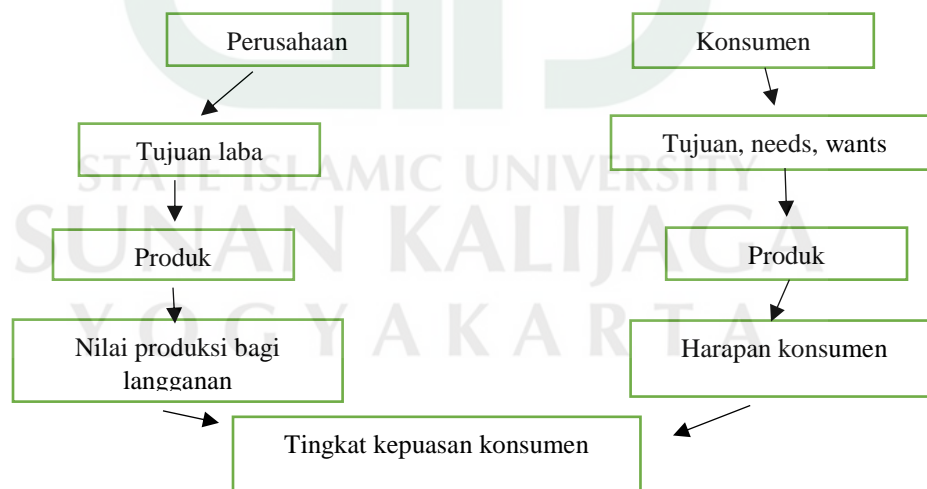 Perusahaan
Konsumen
Tujuan laba
Tujuan, needs, wants
STATE ISLAMIC UNIVERSITY
SUNAN KALIJAGA
Produk
Produk
YOGYAKARTA
Nilai produksi bagi
langganan
Harapan konsumen
Tingkat kepuasan konsumen